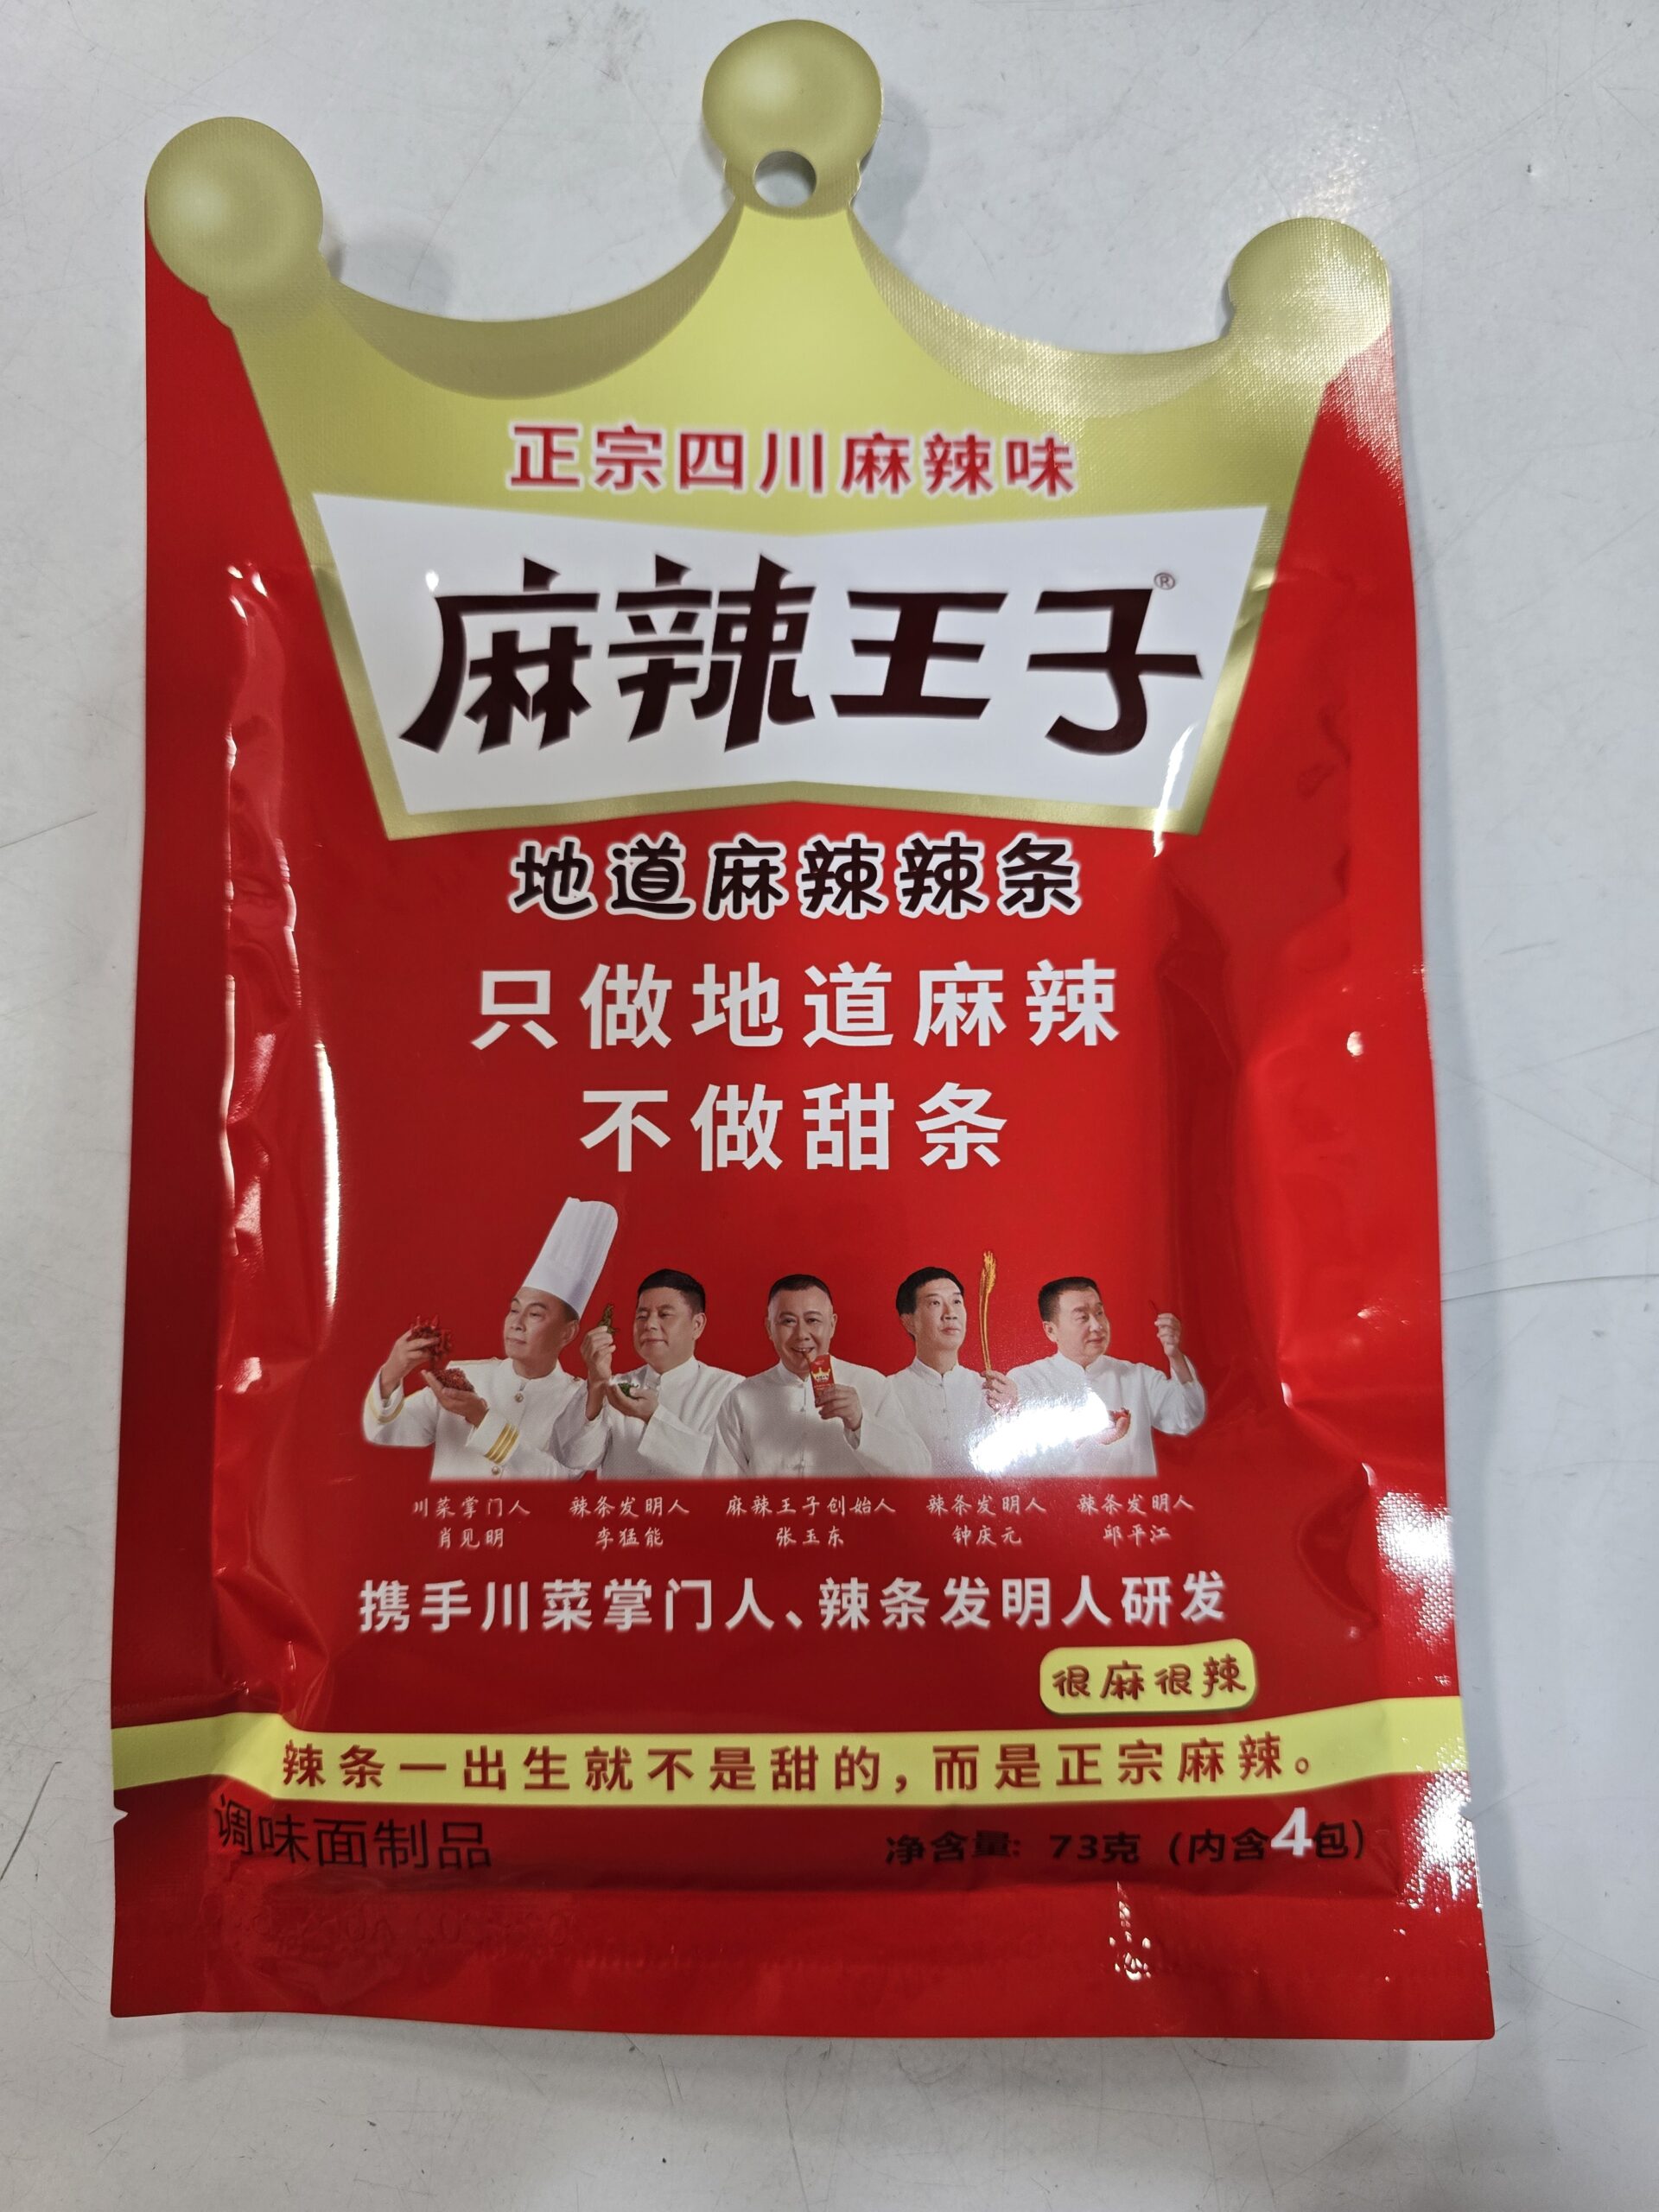 正宗四川麻辣味
麻辣王子®
地道麻辣辣条
只做地道麻辣
不做甜条
川菜掌门人 辣条发明人 麻辣王子创始人 辣条发明人 辣条发明人
肖见明 李猛能 张玉东 钟庆元 邱平江
携手川菜掌门人、辣条发明人研发
很麻很辣
辣条一出生就不是甜的，而是正宗麻辣。
调味面制品 净含量：73克（内含4包）